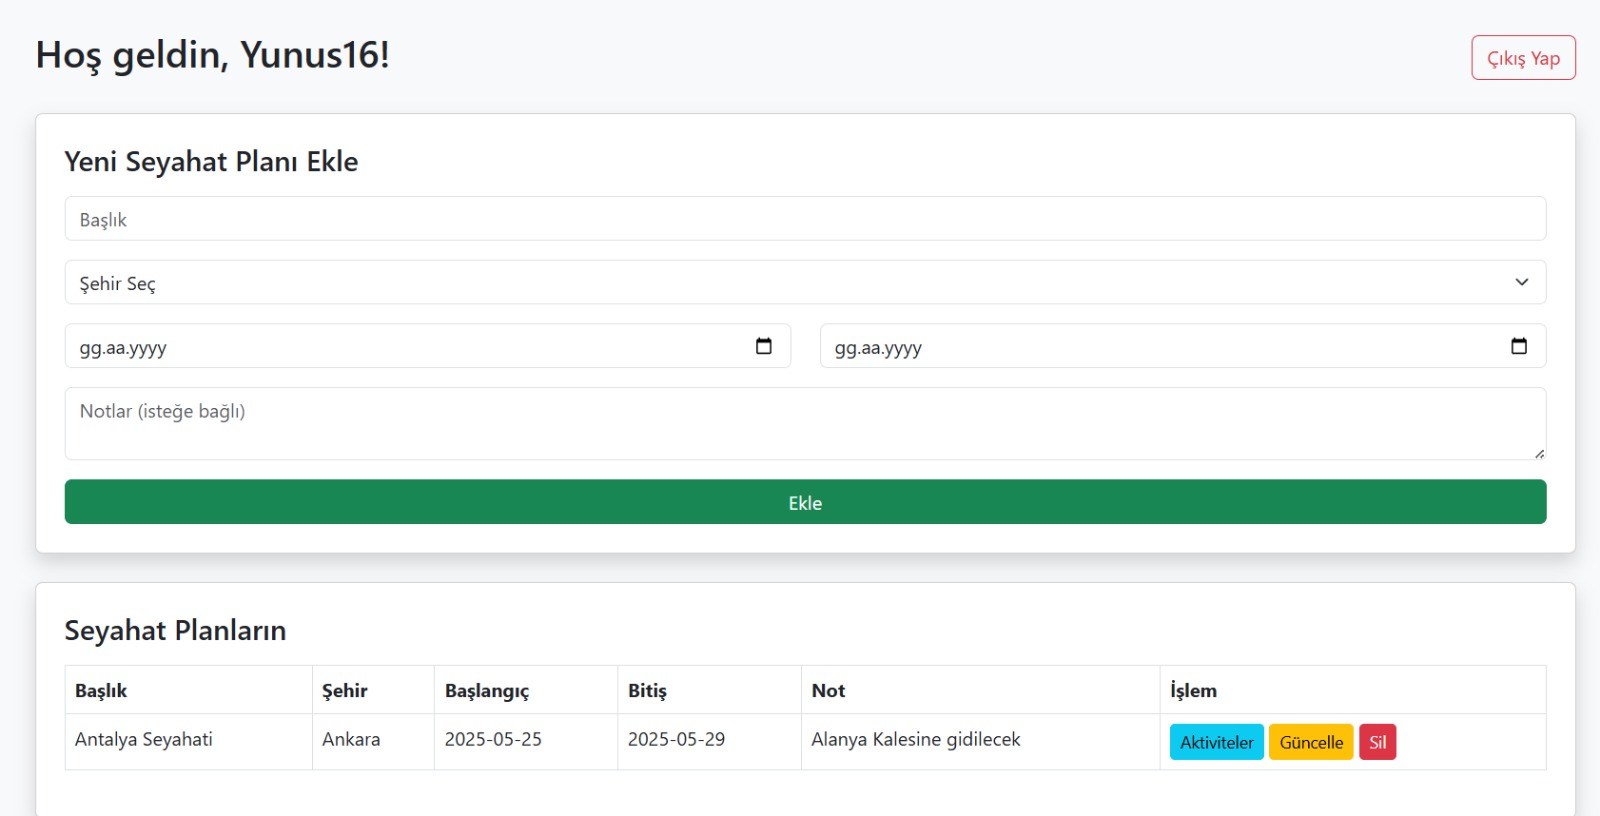 Hoş geldin, Yunus16!
Çıkış Yap
Yeni Seyahat Planı Ekle
Başlık
Şehir Seç
gg.aa.yyyy gg.aa.yyyy
Notlar (isteğe bağlı)
Ekle
Seyahat Planların
Başlık Şehir Başlangıç Bitiş Not İşlem
Antalya Seyahati Ankara 2025-05-25 2025-05-29 Alanya Kalesine gidilecek Aktiviteler Güncelle Sil